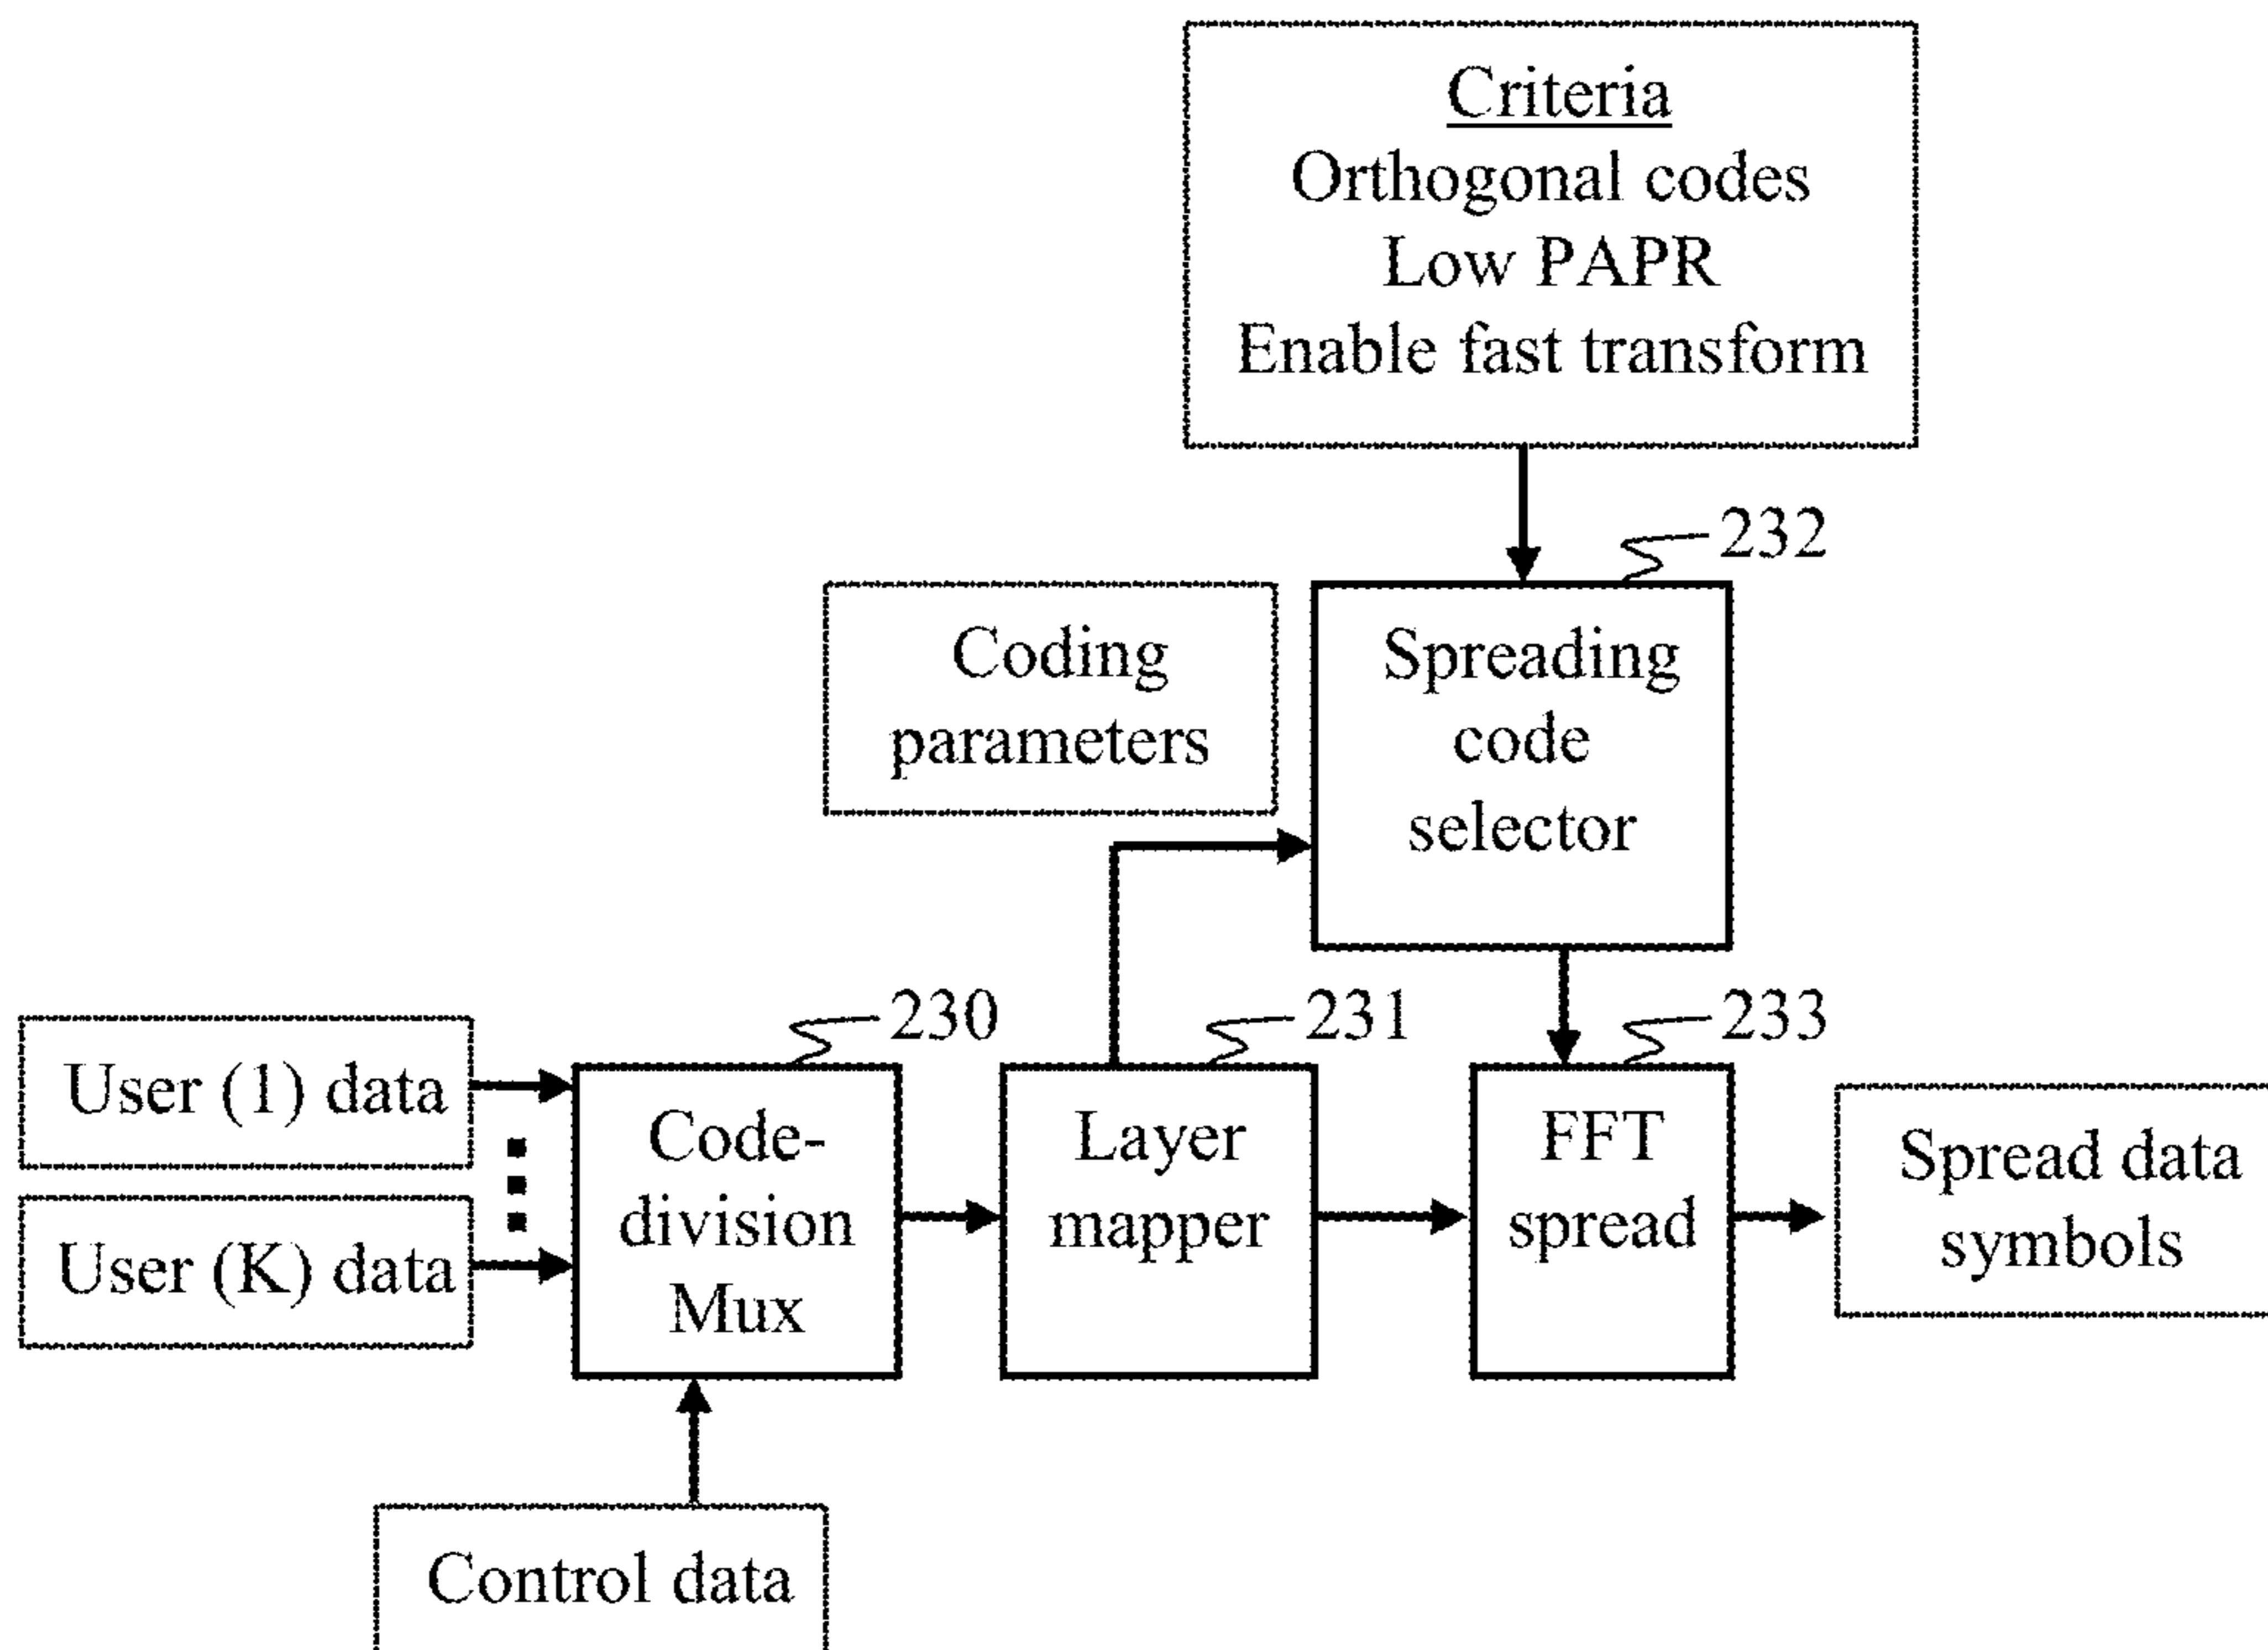 Criteria
Orthogonal codes
Low PAPR
Enable fast transform
232
Coding
parameters
Spreading
code
selector
230
231
233
User (1) data
User (K) data
Code-
division
Mux
Layer
mapper
FFT
spread
Spread data
symbols
Control data